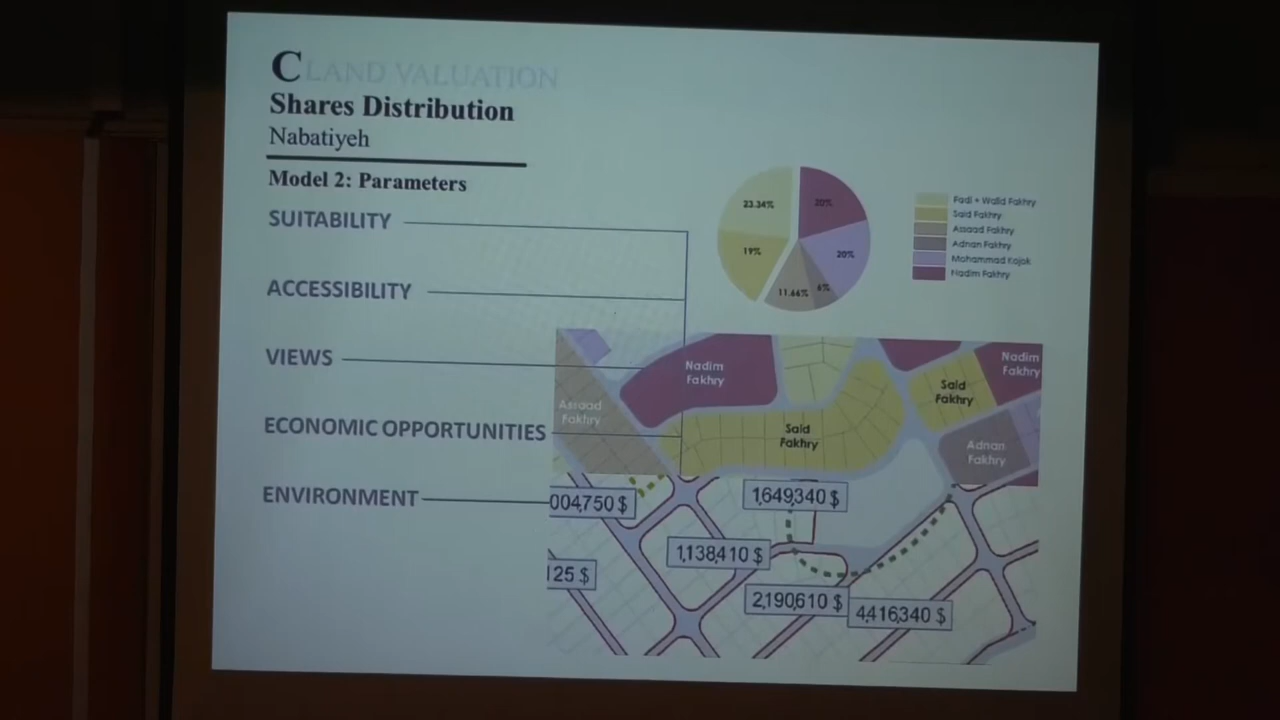 C LAND VALUATION
Shares Distribution
Nabatiyeh
Model 2: Parameters
SUITABILITY
ACCESSIBILITY
VIEWS
ECONOMIC OPPORTUNITIES
ENVIRONMENT
23.34%
20%
19%
20%
11.66%
6%
Fadi + Walid Fakhry
Said Fakhry
Assaad Fakhry
Adnan Fakhry
Mohammad Kojok
Nadim Fakhry
Nadim
Fakhry
Nadim
Fakhry
Said
Fakhry
Assaad
Fakhry
Said
Fakhry
Adnan
Fakhry
004,750 $
1,649,340 $
1,138,410 $
125 $
2,190,610 $
4,416,340 $